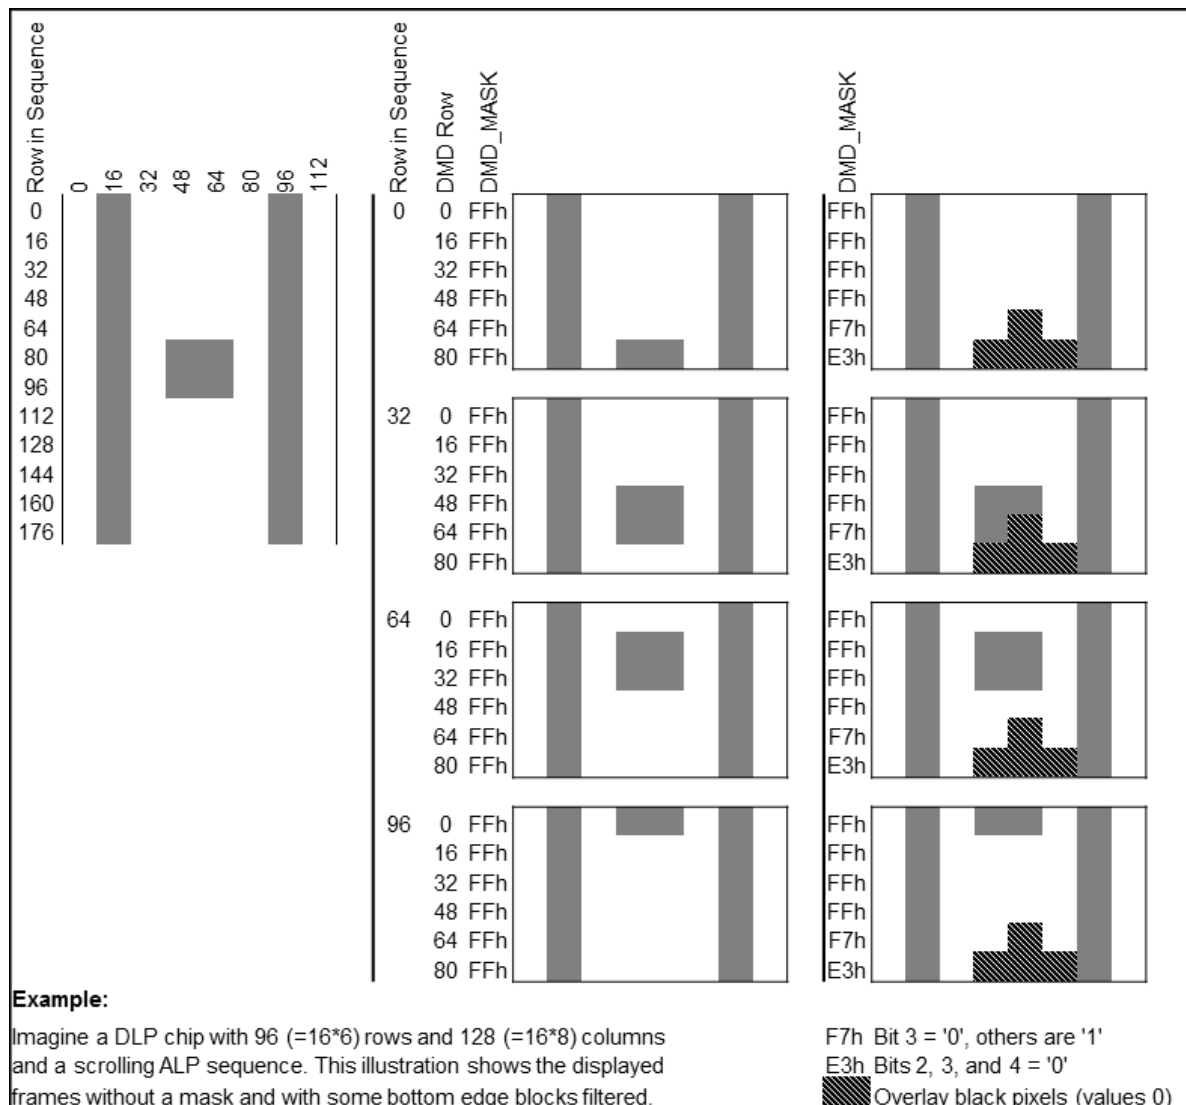 Row in Sequence
0
16
32
48
64
80
96
112
Row in Sequence
DMD Row
DMD_MASK
DMD_MASK
0 0 0 FFh FFh
16 16 FFh FFh
32 32 FFh FFh
48 48 FFh FFh
64 64 FFh F7h
80 80 FFh E3h
96
112 32 0 FFh FFh
128 16 FFh FFh
144 32 FFh FFh
160 48 FFh FFh
176 64 FFh F7h
80 FFh E3h
64 0 FFh FFh
16 FFh FFh
32 FFh FFh
48 FFh FFh
64 FFh F7h
80 FFh E3h
96 0 FFh FFh
16 FFh FFh
32 FFh FFh
48 FFh FFh
64 FFh F7h
80 FFh E3h
Example:
Imagine a DLP chip with 96 (=16*6) rows and 128 (=16*8) columns
and a scrolling ALP sequence. This illustration shows the displayed
frames without a mask and with some bottom edge blocks filtered.
F7h Bit 3 = '0', others are '1'
E3h Bits 2, 3, and 4 = '0'
Overlay black pixels (values 0)